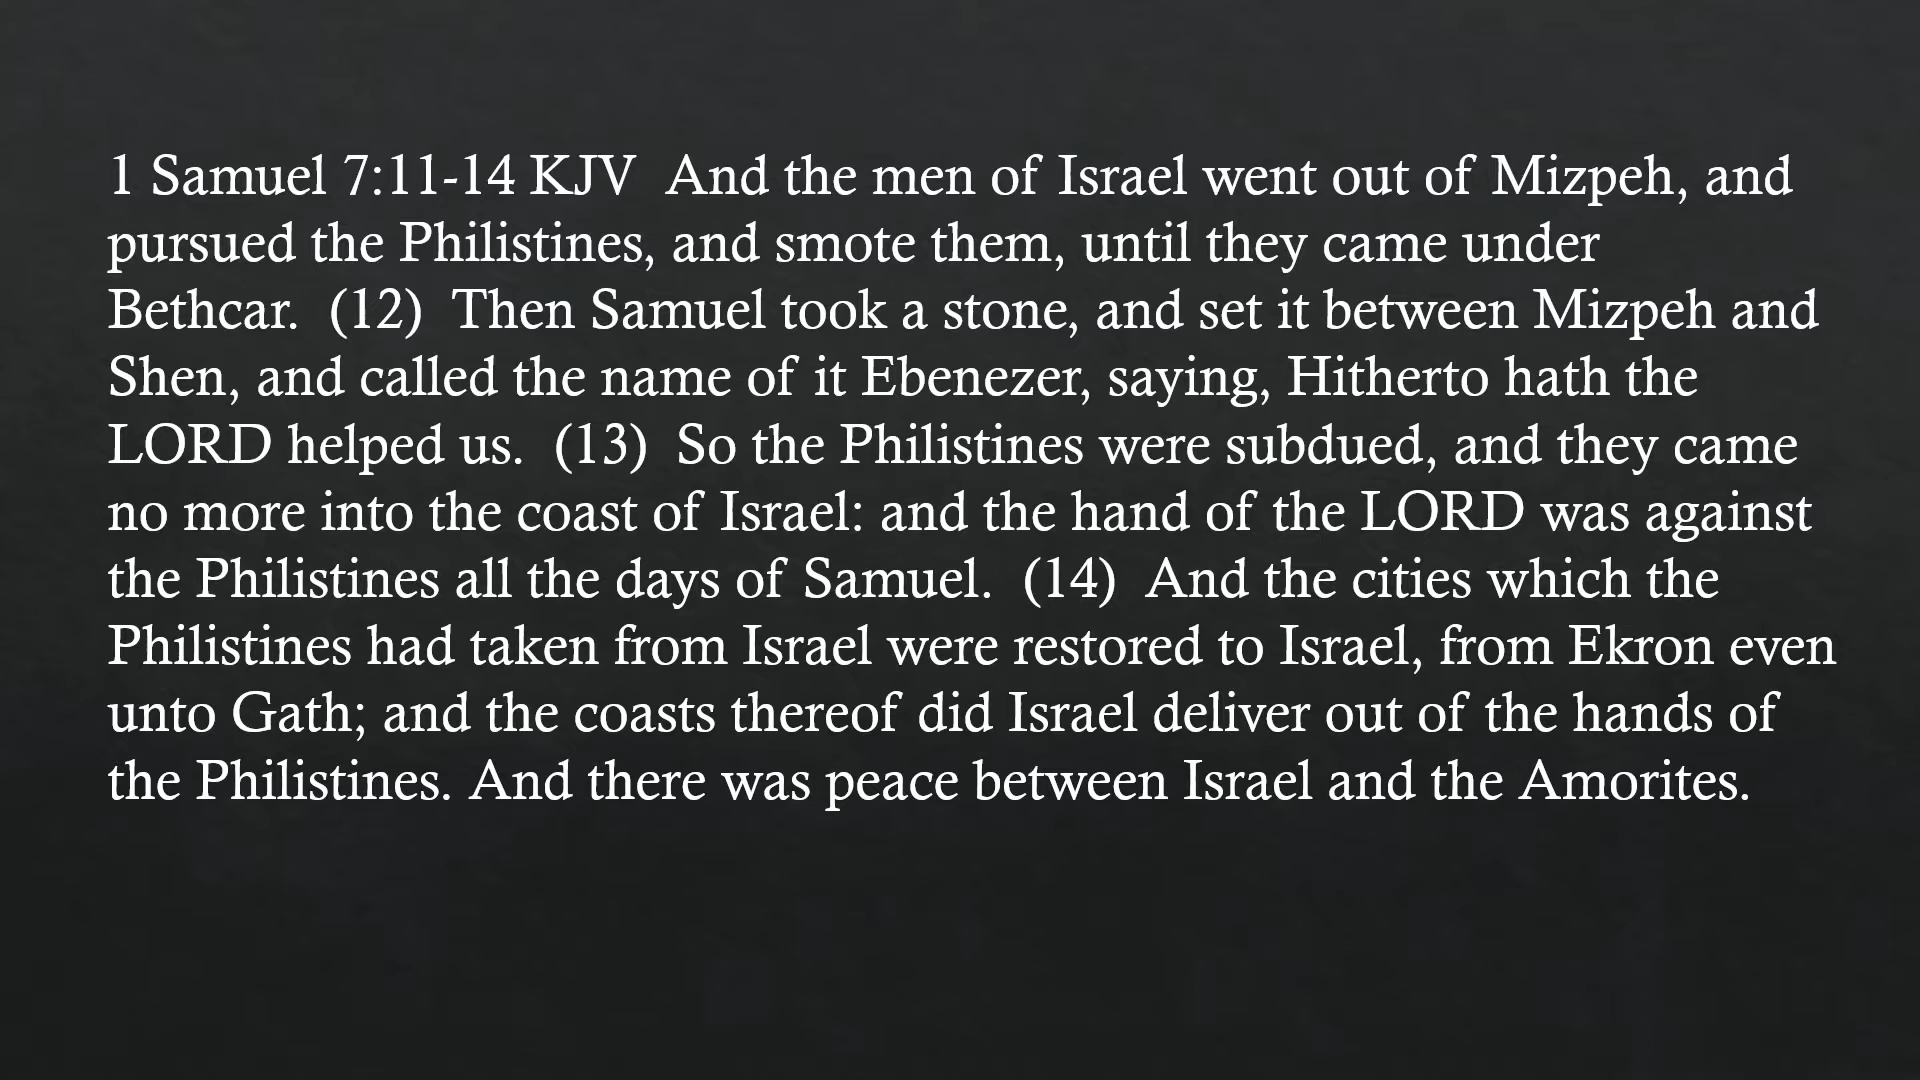 1 Samuel 7:11-14 KJV  And the men of Israel went out of Mizpeh, and
pursued the Philistines, and smote them, until they came under
Bethcar.  (12)  Then Samuel took a stone, and set it between Mizpeh and
Shen, and called the name of it Ebenezer, saying, Hitherto hath the
LORD helped us.  (13)  So the Philistines were subdued, and they came
no more into the coast of Israel: and the hand of the LORD was against
the Philistines all the days of Samuel.  (14)  And the cities which the
Philistines had taken from Israel were restored to Israel, from Ekron even
unto Gath; and the coasts thereof did Israel deliver out of the hands of
the Philistines. And there was peace between Israel and the Amorites.